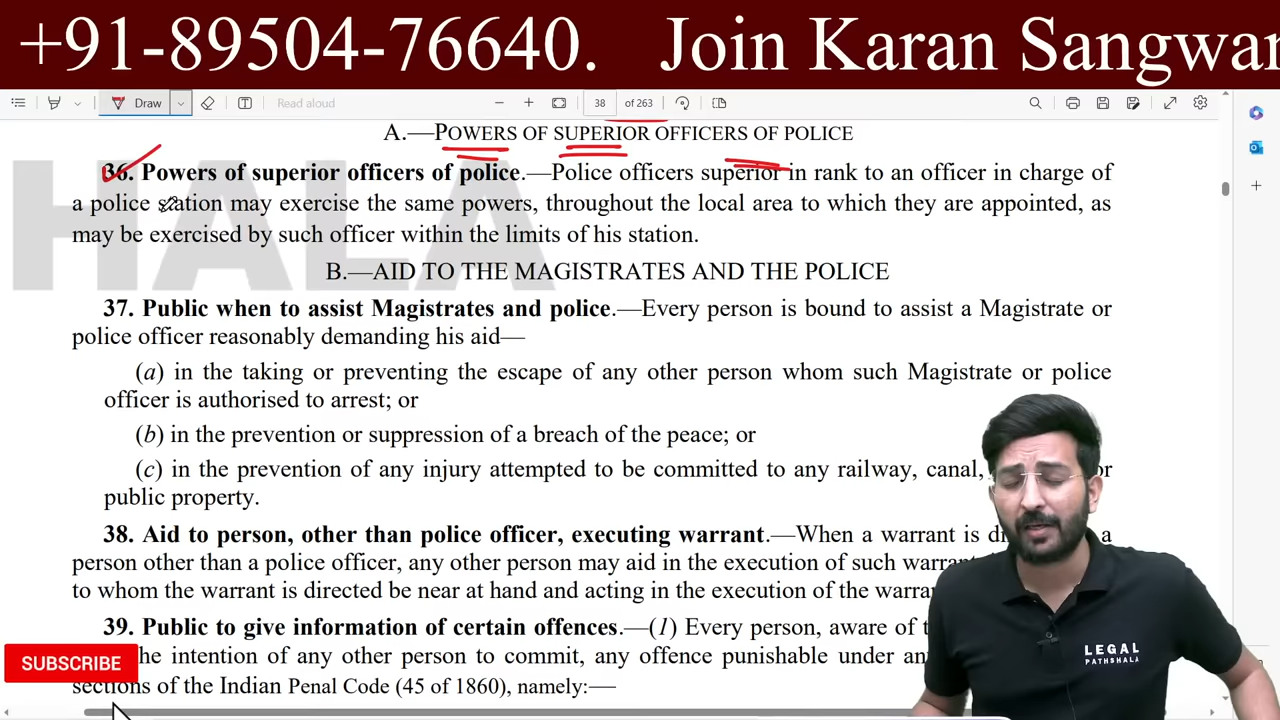 +91-89504-76640. Join Karan Sangwan
Draw
Read aloud
38 of 263
A.—POWERS OF SUPERIOR OFFICERS OF POLICE
36. Powers of superior officers of police.—Police officers superior in rank to an officer in charge of
a police station may exercise the same powers, throughout the local area to which they are appointed, as
may be exercised by such officer within the limits of his station.
HALA
B.—AID TO THE MAGISTRATES AND THE POLICE
37. Public when to assist Magistrates and police.—Every person is bound to assist a Magistrate or
police officer reasonably demanding his aid—
(a) in the taking or preventing the escape of any other person whom such Magistrate or police
officer is authorised to arrest; or
(b) in the prevention or suppression of a breach of the peace; or
(c) in the prevention of any injury attempted to be committed to any railway, canal, or
public property.
38. Aid to person, other than police officer, executing warrant.—When a warrant is a
person other than a police officer, any other person may aid in the execution of such
to whom the warrant is directed be near at hand and acting in the execution of the
39. Public to give information of certain offences.—(1) Every person, aware of
the intention of any other person to commit, any offence punishable under
sections of the Indian Penal Code (45 of 1860), namely:—
SUBSCRIBE
LEGAL
PATHSHALA